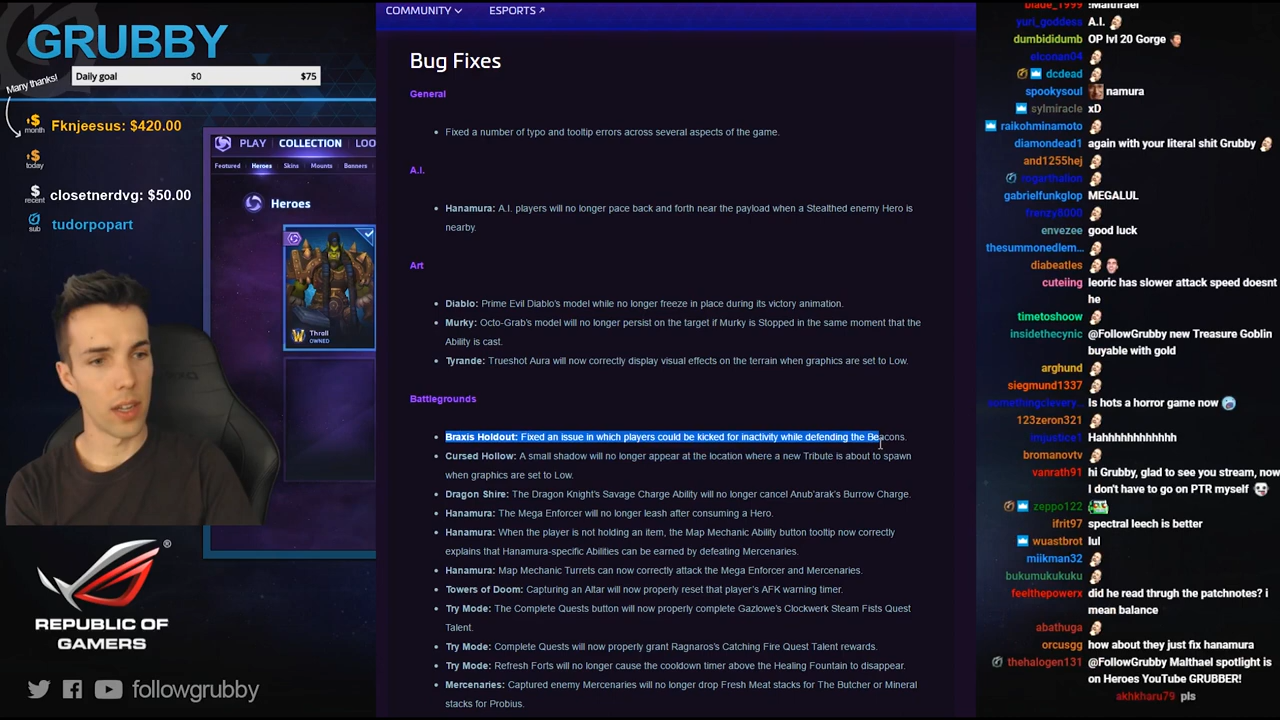 GRUBBY
Many thanks!
Daily goal $0 $75
month
Fknjeesus: $420.00
today
recent
closetnerdvg: $50.00
sub
tudorpopart
PLAY COLLECTION LOO
Featured Heroes Skins Mounts Banners
Heroes
Thrall
OWNED
REPUBLIC OF
GAMERS
followgrubby
COMMUNITY ESPORTS
Bug Fixes
General
Fixed a number of typo and tooltip errors across several aspects of the game.
A.I.
Hanamura: A.I. players will no longer pace back and forth near the payload when a Stealthed enemy Hero is
nearby.
Art
Diablo: Prime Evil Diablo's model while no longer freeze in place during its victory animation.
Murky: Octo-Grab's model will no longer persist on the target if Murky is Stopped in the same moment that the
Ability is cast.
Tyrande: Trueshot Aura will now correctly display visual effects on the terrain when graphics are set to Low.
Battlegrounds
Braxis Holdout: Fixed an issue in which players could be kicked for inactivity while defending the Beacons.
Cursed Hollow: A small shadow will no longer appear at the location where a new Tribute is about to spawn
when graphics are set to Low.
Dragon Shire: The Dragon Knight's Savage Charge Ability will no longer cancel Anub'arak's Burrow Charge.
Hanamura: The Mega Enforcer will no longer leash after consuming a Hero.
Hanamura: When the player is not holding an item, the Map Mechanic Ability button tooltip now correctly
explains that Hanamura-specific Abilities can be earned by defeating Mercenaries.
Hanamura: Map Mechanic Turrets can now correctly attack the Mega Enforcer and Mercenaries.
Towers of Doom: Capturing an Altar will now properly reset that player's AFK warning timer.
Try Mode: The Complete Quests button will now properly complete Gazlowe's Clockwerk Steam Fists Quest
Talent.
Try Mode: Complete Quests will now properly grant Ragnaros's Catching Fire Quest Talent rewards.
Try Mode: Refresh Forts will no longer cause the cooldown timer above the Healing Fountain to disappear.
Mercenaries: Captured enemy Mercenaries will no longer drop Fresh Meat stacks for The Butcher or Mineral
stacks for Probius.
blade_1999 !Malthael
yuri_goddess A.I.
dumbididumb OP lvl 20 Gorge
elconan04
dcdead
spookysoul namura
sylmiracle xD
raikohminamoto
diamondead1 again with your literal shit Grubby
and1255hej
rogarthalion
gabrielfunkglop MEGALUL
frenzy8000
envezee good luck
thesummonedlem...
diabeatles
cuteiing leoric has slower attack speed doesnt
he
timetoshoow
insidethecynic @FollowGrubby new Treasure Goblin
buyable with gold
arghund
siegmund1337
somethingclevery.. Is hots a horror game now
123zeron321
injustice1 Hahhhhhhhhhhh
bromanovtv
vanrath91 hi Grubby, glad to see you stream, now
I don't have to go on PTR myself
zeppo122
ifrit97 spectral leech is better
wuastbrot lul
miikman32
bukumukukuku
feelthepowerx did he read thrugh the patchnotes? i
mean balance
abathuga
orcusgg how about they just fix hanamura
thehalogen131 @FollowGrubby Malthael spotlight is
on Heroes YouTube GRUBBER!
akhkharu79 pls